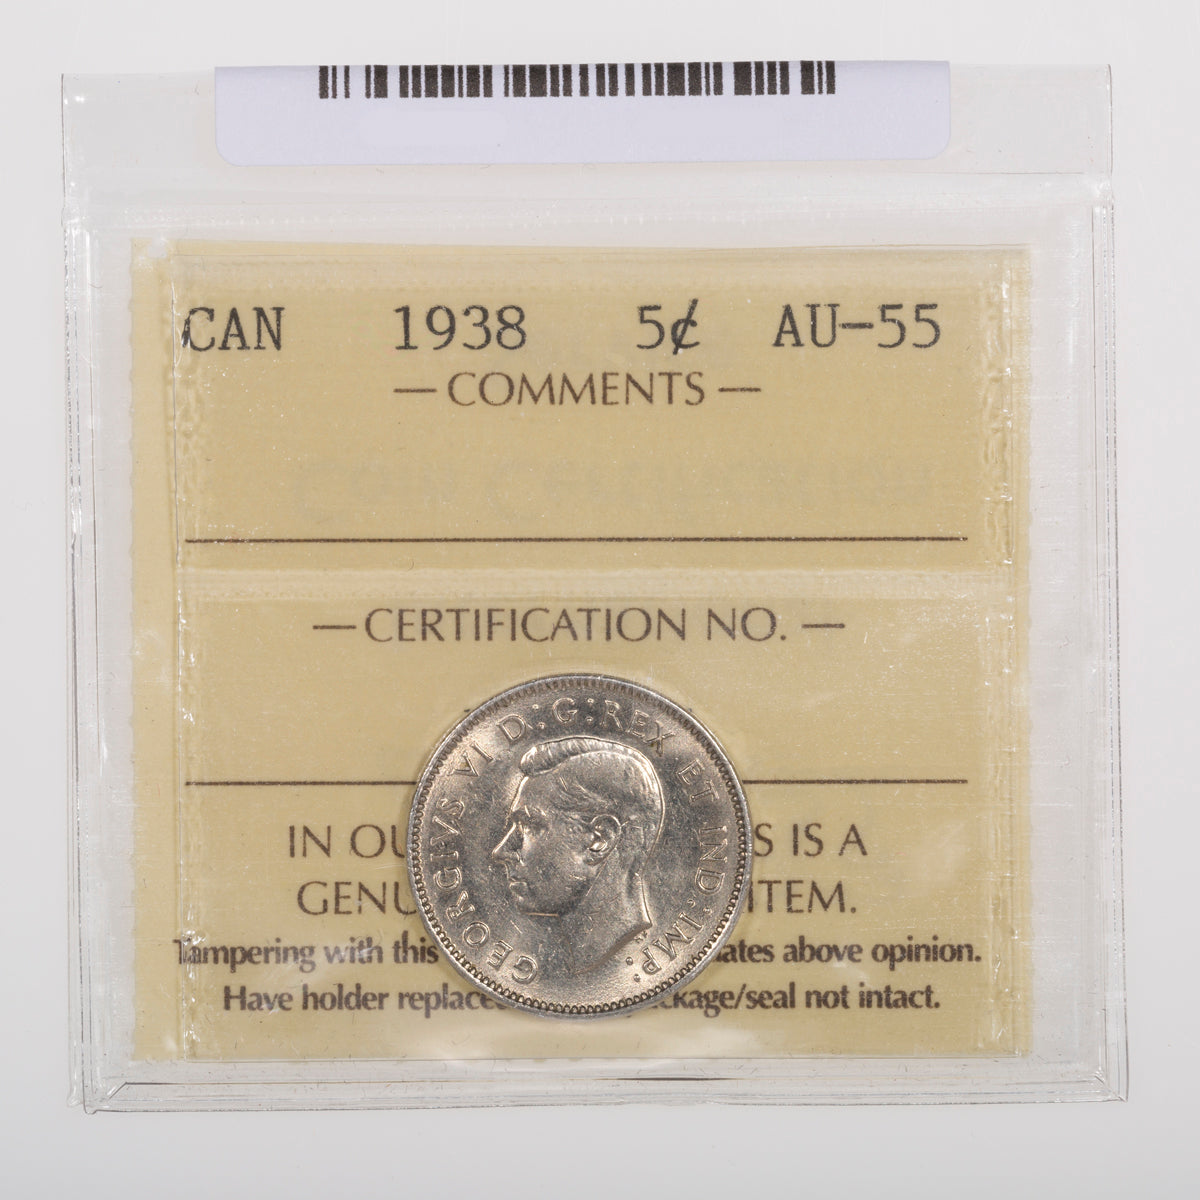 CAN 1938 5¢ AU-55
— COMMENTS —
— CERTIFICATION NO. —
GEORGIVS VI D:G:REX ET IND:IMP:
IN OU S IS A
GENU ITEM.
Tampering with this ates above opinion.
Have holder replace ckage/seal not intact.